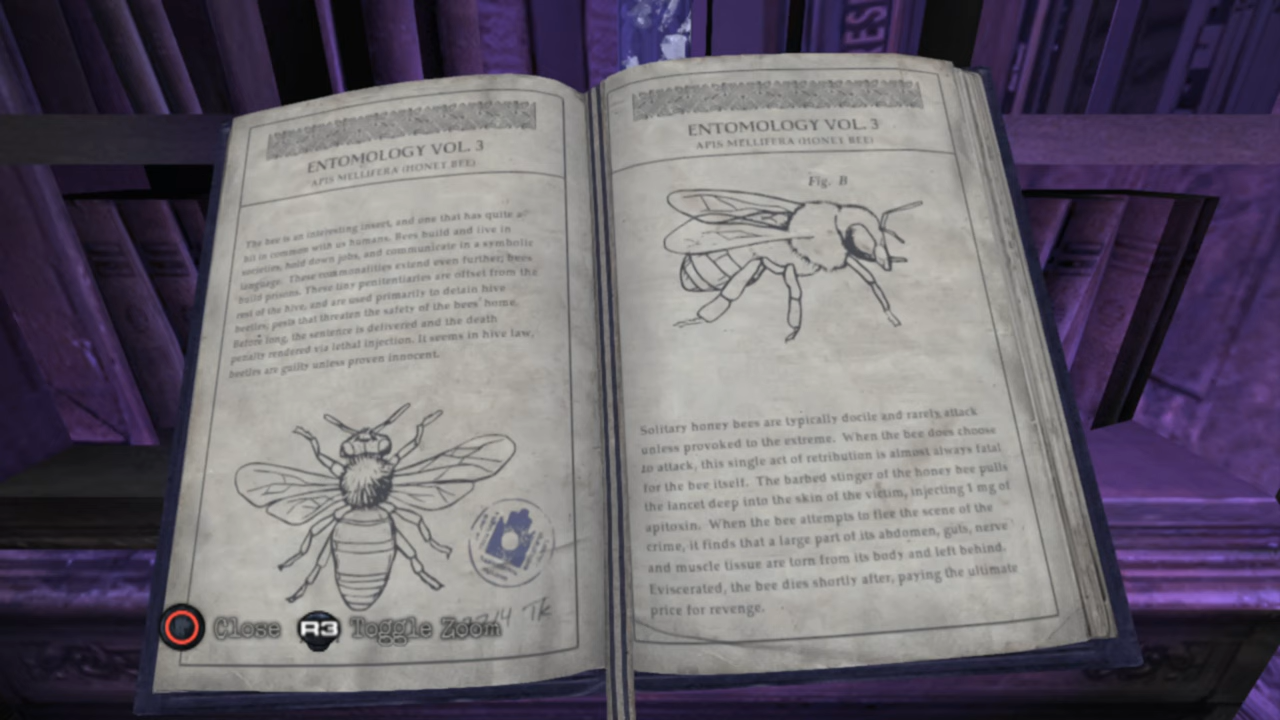 ENTOMOLOGY VOL. 3
APIS MELLIFERA (HONEY BEE)
The bee is an interesting insect, and one that has quite a
bit in common with us humans. Bees build and live in
societies, hold down jobs, and communicate in a symbolic
language. These commonalities extend even further; bees
build prisons. These tiny penitentiaries are offset from the
rest of the hive, and are used primarily to detain hive
beetles; pests that threaten the safety of the bees' home.
Before long, the sentence is delivered and the death
penalty rendered via lethal injection. It seems in hive law,
beetles are guilty unless proven innocent.
Tk
Close R3 Toggle Zoom
ENTOMOLOGY VOL. 3
APIS MELLIFERA (HONEY BEE)
Fig. B
Solitary honey bees are typically docile and rarely attack
unless provoked to the extreme. When the bee does choose
to attack, this single act of retribution is almost always fatal
for the bee itself. The barbed stinger of the honey bee pulls
the lancet deep into the skin of the victim, injecting 1 mg of
apitoxin. When the bee attempts to flee the scene of the
crime, it finds that a large part of its abdomen, guts, nerve
and muscle tissue are torn from its body and left behind.
Eviscerated, the bee dies shortly after, paying the ultimate
price for revenge.